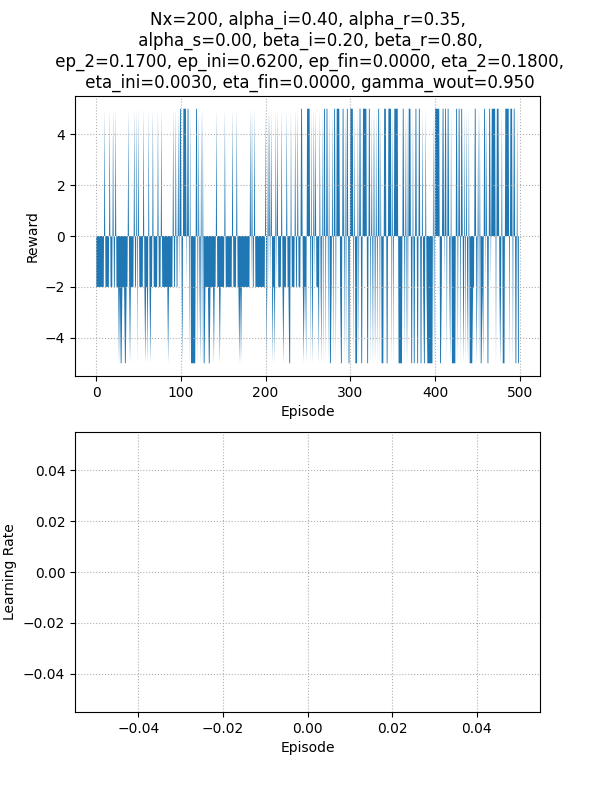 Nx=200, alpha_i=0.40, alpha_r=0.35,
alpha_s=0.00, beta_i=0.20, beta_r=0.80,
ep_2=0.1700, ep_ini=0.6200, ep_fin=0.0000, eta_2=0.1800,
eta_ini=0.0030, eta_fin=0.0000, gamma_wout=0.950
4
2
0
−2
−4
Reward
0 100 200 300 400 500
Episode
0.04
0.02
0.00
−0.02
−0.04
Learning Rate
−0.04 −0.02 0.00 0.02 0.04
Episode